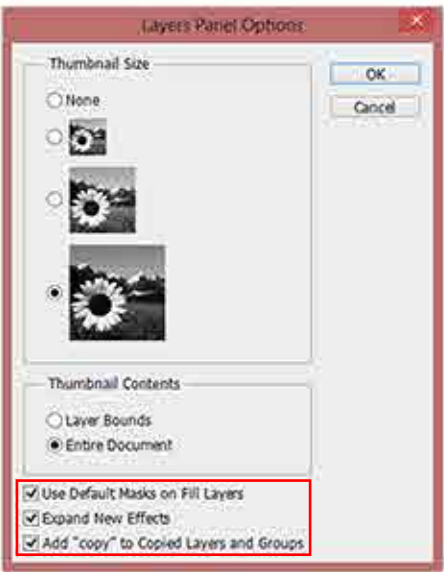 Layers Panel Options
Thumbnail Size
OK
None
Cancel
Thumbnail Contents
Layer Bounds
Entire Document
Use Default Masks on Fill Layers
Expand New Effects
Add "copy" to Copied Layers and Groups